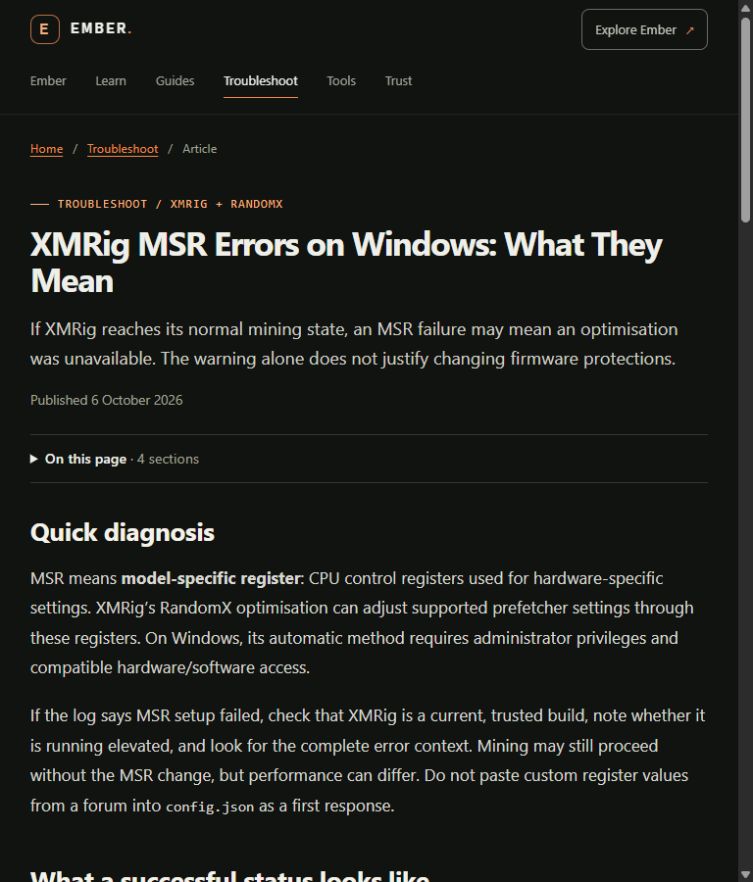 E EMBER.
Explore Ember ↗
Ember Learn Guides Troubleshoot Tools Trust
Home / Troubleshoot / Article
TROUBLESHOOT / XMRIG + RANDOMX
XMRig MSR Errors on Windows: What They
Mean
If XMRig reaches its normal mining state, an MSR failure may mean an optimisation
was unavailable. The warning alone does not justify changing firmware protections.
Published 6 October 2026
On this page · 4 sections
Quick diagnosis
MSR means model-specific register: CPU control registers used for hardware-specific
settings. XMRig’s RandomX optimisation can adjust supported prefetcher settings through
these registers. On Windows, its automatic method requires administrator privileges and
compatible hardware/software access.
If the log says MSR setup failed, check that XMRig is a current, trusted build, note whether it
is running elevated, and look for the complete error context. Mining may still proceed
without the MSR change, but performance can differ. Do not paste custom register values
from a forum into config.json as a first response.
What a successful status looks like